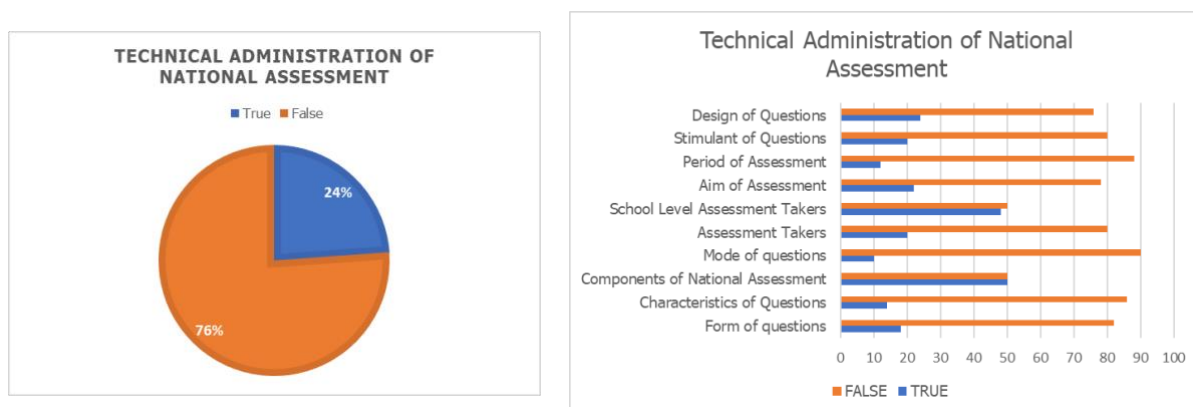 TECHNICAL ADMINISTRATION OF
NATIONAL ASSESSMENT
True False
24%
76%
Technical Administration of National
Assessment
Design of Questions
Stimulant of Questions
Period of Assessment
Aim of Assessment
School Level Assessment Takers
Assessment Takers
Mode of questions
Components of National Assessment
Characteristics of Questions
Form of questions
0 10 20 30 40 50 60 70 80 90 100
FALSE TRUE